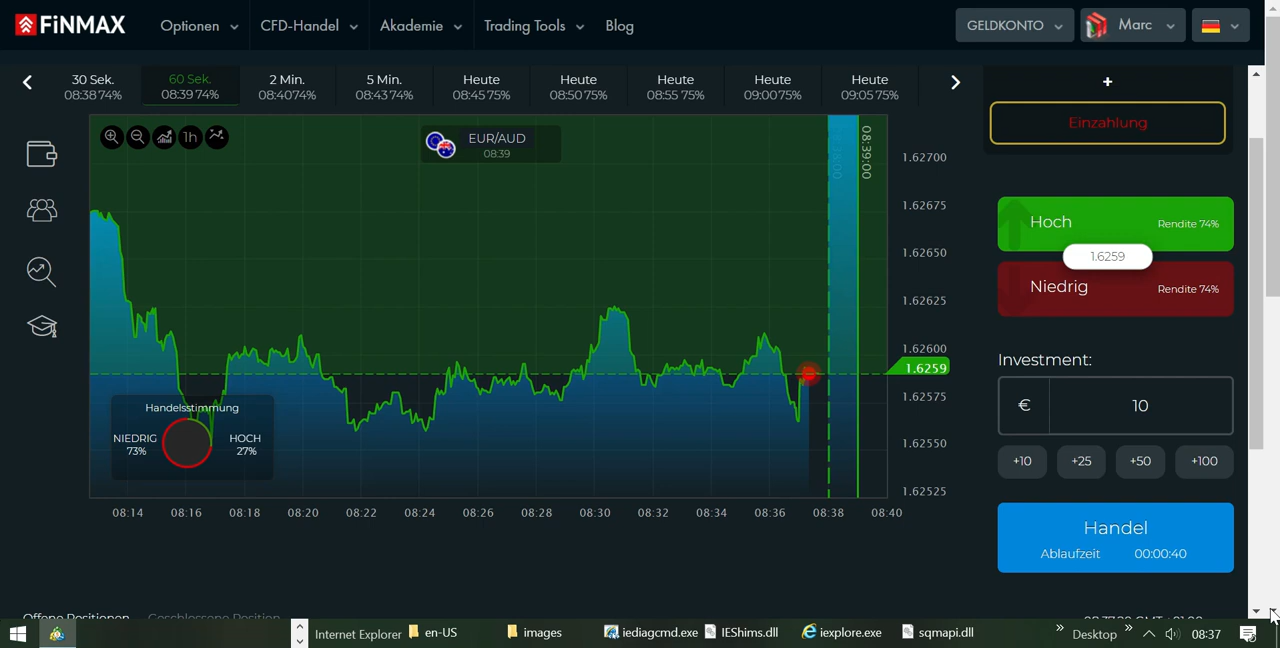 FiNMAX
Optionen
CFD-Handel
Akademie
Trading Tools
Blog
GELDKONTO
Marc
30 Sek.
08:38 74%
60 Sek.
08:39 74%
2 Min.
08:40 74%
5 Min.
08:43 74%
Heute
08:45 75%
Heute
08:50 75%
Heute
08:55 75%
Heute
09:00 75%
Heute
09:05 75%
+
Einzahlung
1h
EUR/AUD
08:39
08:39:00
1.62700
1.62675
1.62650
1.62625
1.62600
1.6259
1.62575
1.62550
1.62525
Hoch
Rendite 74%
1.6259
Niedrig
Rendite 74%
Investment:
€ 10
+10 +25 +50 +100
Handel
Ablaufzeit 00:00:40
Handelsstimmung
NIEDRIG
73%
HOCH
27%
08:14 08:16 08:18 08:20 08:22 08:24 08:26 08:28 08:30 08:32 08:34 08:36 08:38 08:40
Offene Positionen
Geschlossene Position
Internet Explorer
en-US
images
iediagcmd.exe
IEShims.dll
iexplore.exe
sqmapi.dll
Desktop
08:37